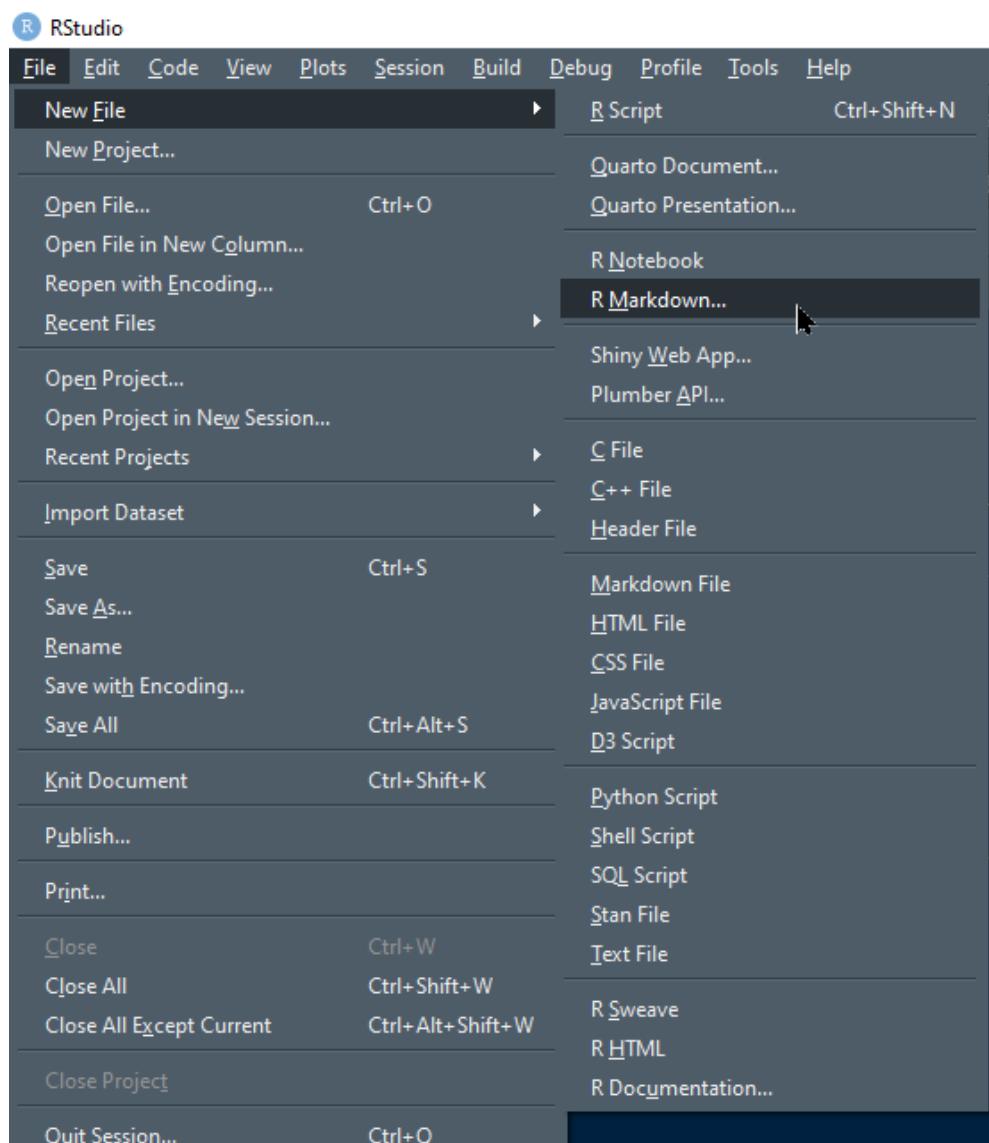 R RStudio
File Edit Code View Plots Session Build Debug Profile Tools Help
New File
New Project...
Open File... Ctrl+O
Open File in New Column...
Reopen with Encoding...
Recent Files
Open Project...
Open Project in New Session...
Recent Projects
Import Dataset
Save Ctrl+S
Save As...
Rename
Save with Encoding...
Save All Ctrl+Alt+S
Knit Document Ctrl+Shift+K
Publish...
Print...
Close Ctrl+W
Close All Ctrl+Shift+W
Close All Except Current Ctrl+Alt+Shift+W
Close Project
Quit Session... Ctrl+Q
R Script Ctrl+Shift+N
Quarto Document...
Quarto Presentation...
R Notebook
R Markdown...
Shiny Web App...
Plumber API...
C File
C++ File
Header File
Markdown File
HTML File
CSS File
JavaScript File
D3 Script
Python Script
Shell Script
SQL Script
Stan File
Text File
R Sweave
R HTML
R Documentation...